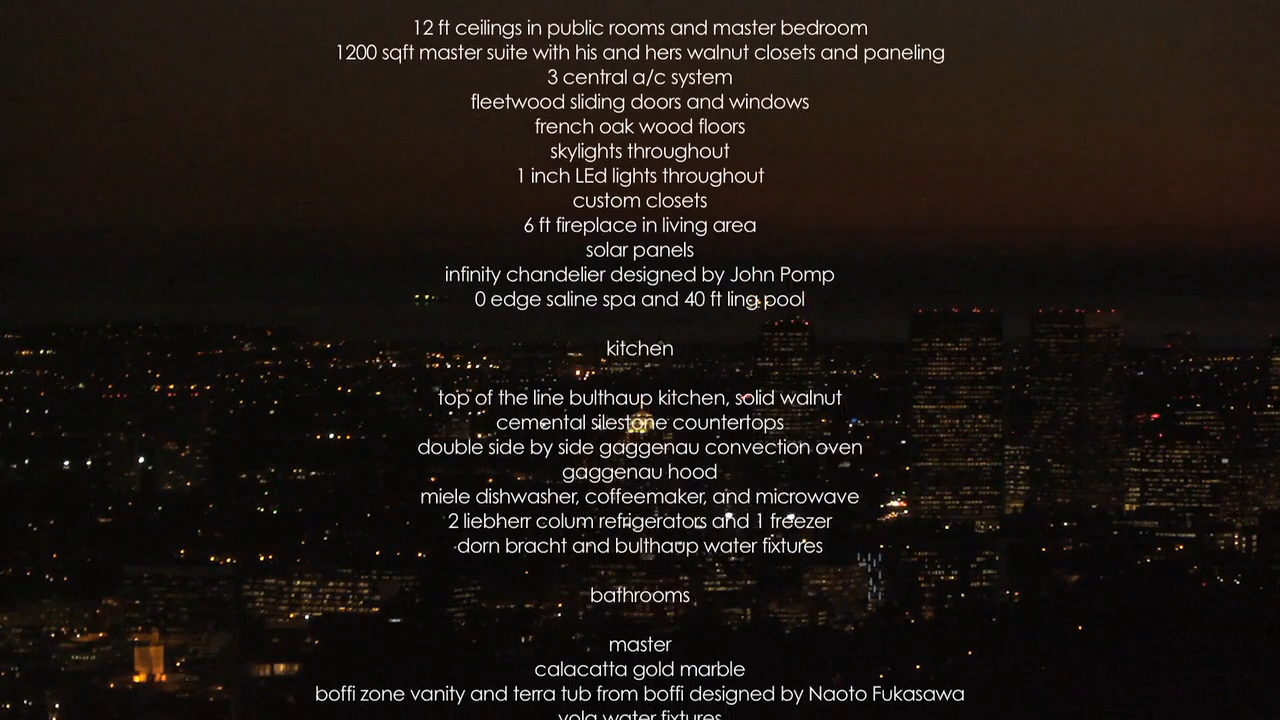 12 ft ceilings in public rooms and master bedroom
1200 sqft master suite with his and hers walnut closets and paneling
3 central a/c system
fleetwood sliding doors and windows
french oak wood floors
skylights throughout
1 inch LEd lights throughout
custom closets
6 ft fireplace in living area
solar panels
infinity chandelier designed by John Pomp
0 edge saline spa and 40 ft ling pool
kitchen
top of the line bulthaup kitchen, solid walnut
cemental silestone countertops
double side by side gaggenau convection oven
gaggenau hood
miele dishwasher, coffeemaker, and microwave
2 liebherr colum refrigerators and 1 freezer
dorn bracht and bulthaup water fixtures
bathrooms
master
calacatta gold marble
boffi zone vanity and terra tub from boffi designed by Naoto Fukasawa
vola water fixtures